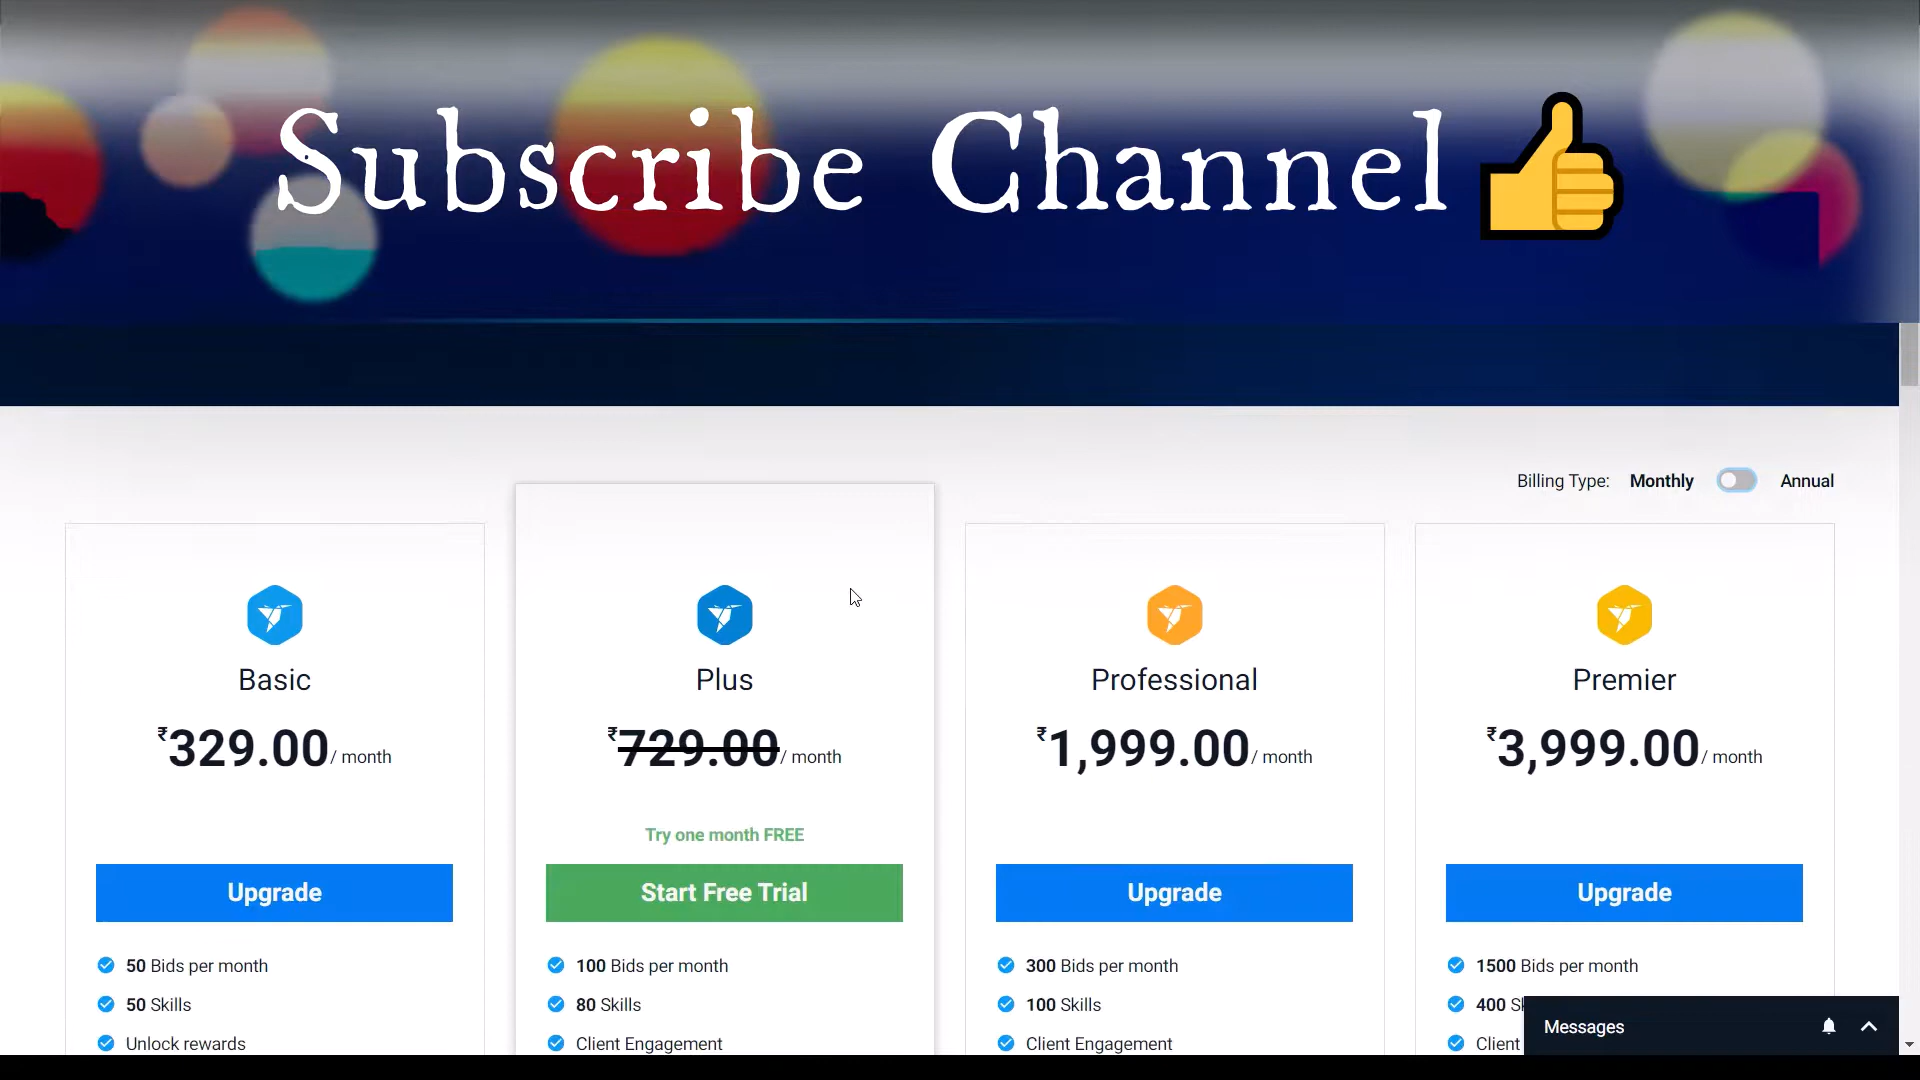 Subscribe Channel
Billing Type: Monthly Annual
Basic
₹329.00/ month
Upgrade
50 Bids per month
50 Skills
Unlock rewards
Plus
₹729.00/ month
Try one month FREE
Start Free Trial
100 Bids per month
80 Skills
Client Engagement
Professional
₹1,999.00/ month
Upgrade
300 Bids per month
100 Skills
Client Engagement
Premier
₹3,999.00/ month
Upgrade
1500 Bids per month
400
Client
Messages